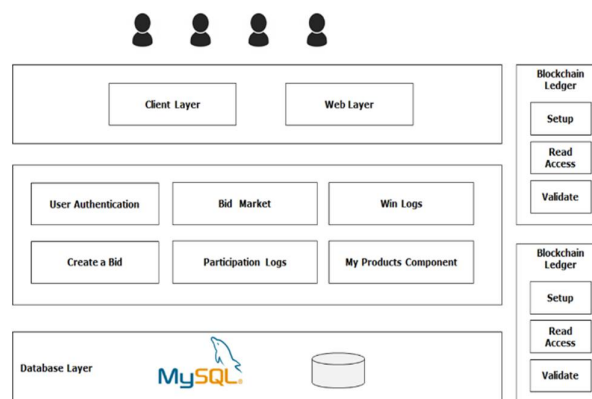 Client Layer
Web Layer
User Authentication
Bid Market
Win Logs
Create a Bid
Participation Logs
My Products Component
Database Layer
MySQL®
Blockchain
Ledger
Setup
Read
Access
Validate
Blockchain
Ledger
Setup
Read
Access
Validate